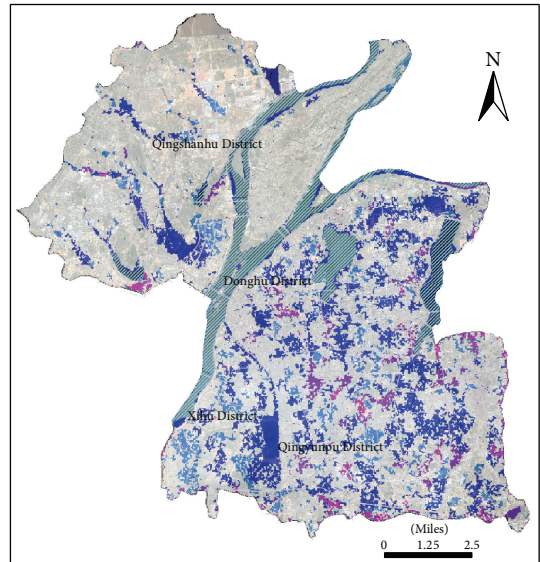 N
Qingshanhu District
Donghu District
Xihu District
Qingyunpu District
(Miles)
0 1.25 2.5